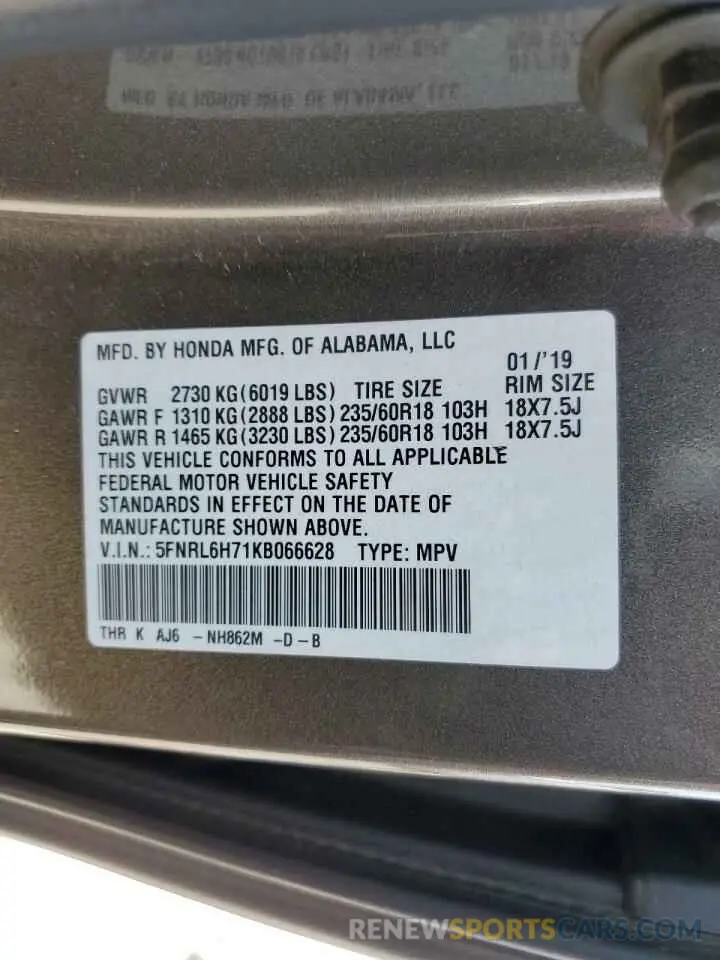 MFD. BY HONDA MFG. OF ALABAMA, LLC
01/'19
GVWR 2730 KG(6019 LBS) TIRE SIZE RIM SIZE
GAWR F 1310 KG(2888 LBS) 235/60R18 103H 18X7.5J
GAWR R 1465 KG(3230 LBS) 235/60R18 103H 18X7.5J
THIS VEHICLE CONFORMS TO ALL APPLICABLE
FEDERAL MOTOR VEHICLE SAFETY
STANDARDS IN EFFECT ON THE DATE OF
MANUFACTURE SHOWN ABOVE.
V.I.N.: 5FNRL6H71KB066628 TYPE: MPV
THR K AJ6 -NH862M -D-B
RENEWSPORTSCARS.COM